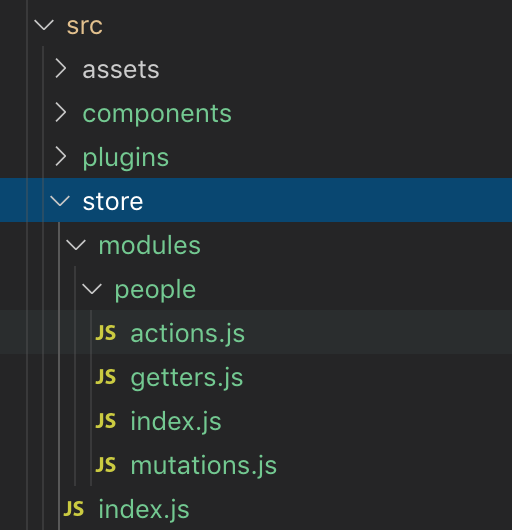 src
assets
components
plugins
store
modules
people
JS actions.js
JS getters.js
JS index.js
JS mutations.js
JS index.js